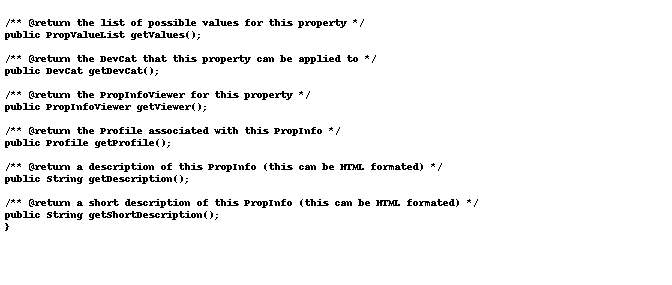 /** @return the list of possible values for this property */
public PropValueList getValues();
/** @return the DevCat that this property can be applied to */
public DevCat getDevCat();
/** @return the PropInfoViewer for this property */
public PropInfoViewer getViewer();
/** @return the Profile associated with this PropInfo */
public Profile getProfile();
/** @return a description of this PropInfo (this can be HTML formated) */
public String getDescription();
/** @return a short description of this PropInfo (this can be HTML formated) */
public String getShortDescription();
}